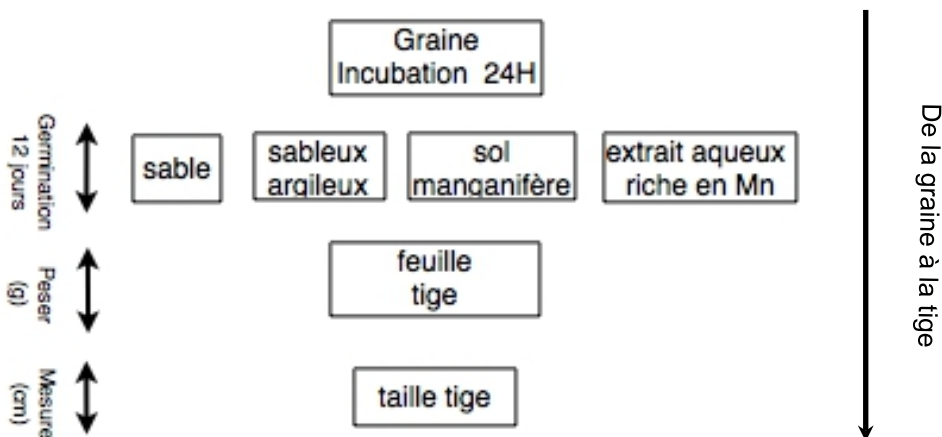 Graine
Incubation 24H
Germination
12 jours
sable
sableux
argileux
sol
manganifère
extrait aqueux
riche en Mn
Peser
(g)
feuille
tige
Mesure
(cm)
taille tige
De la graine à la tige